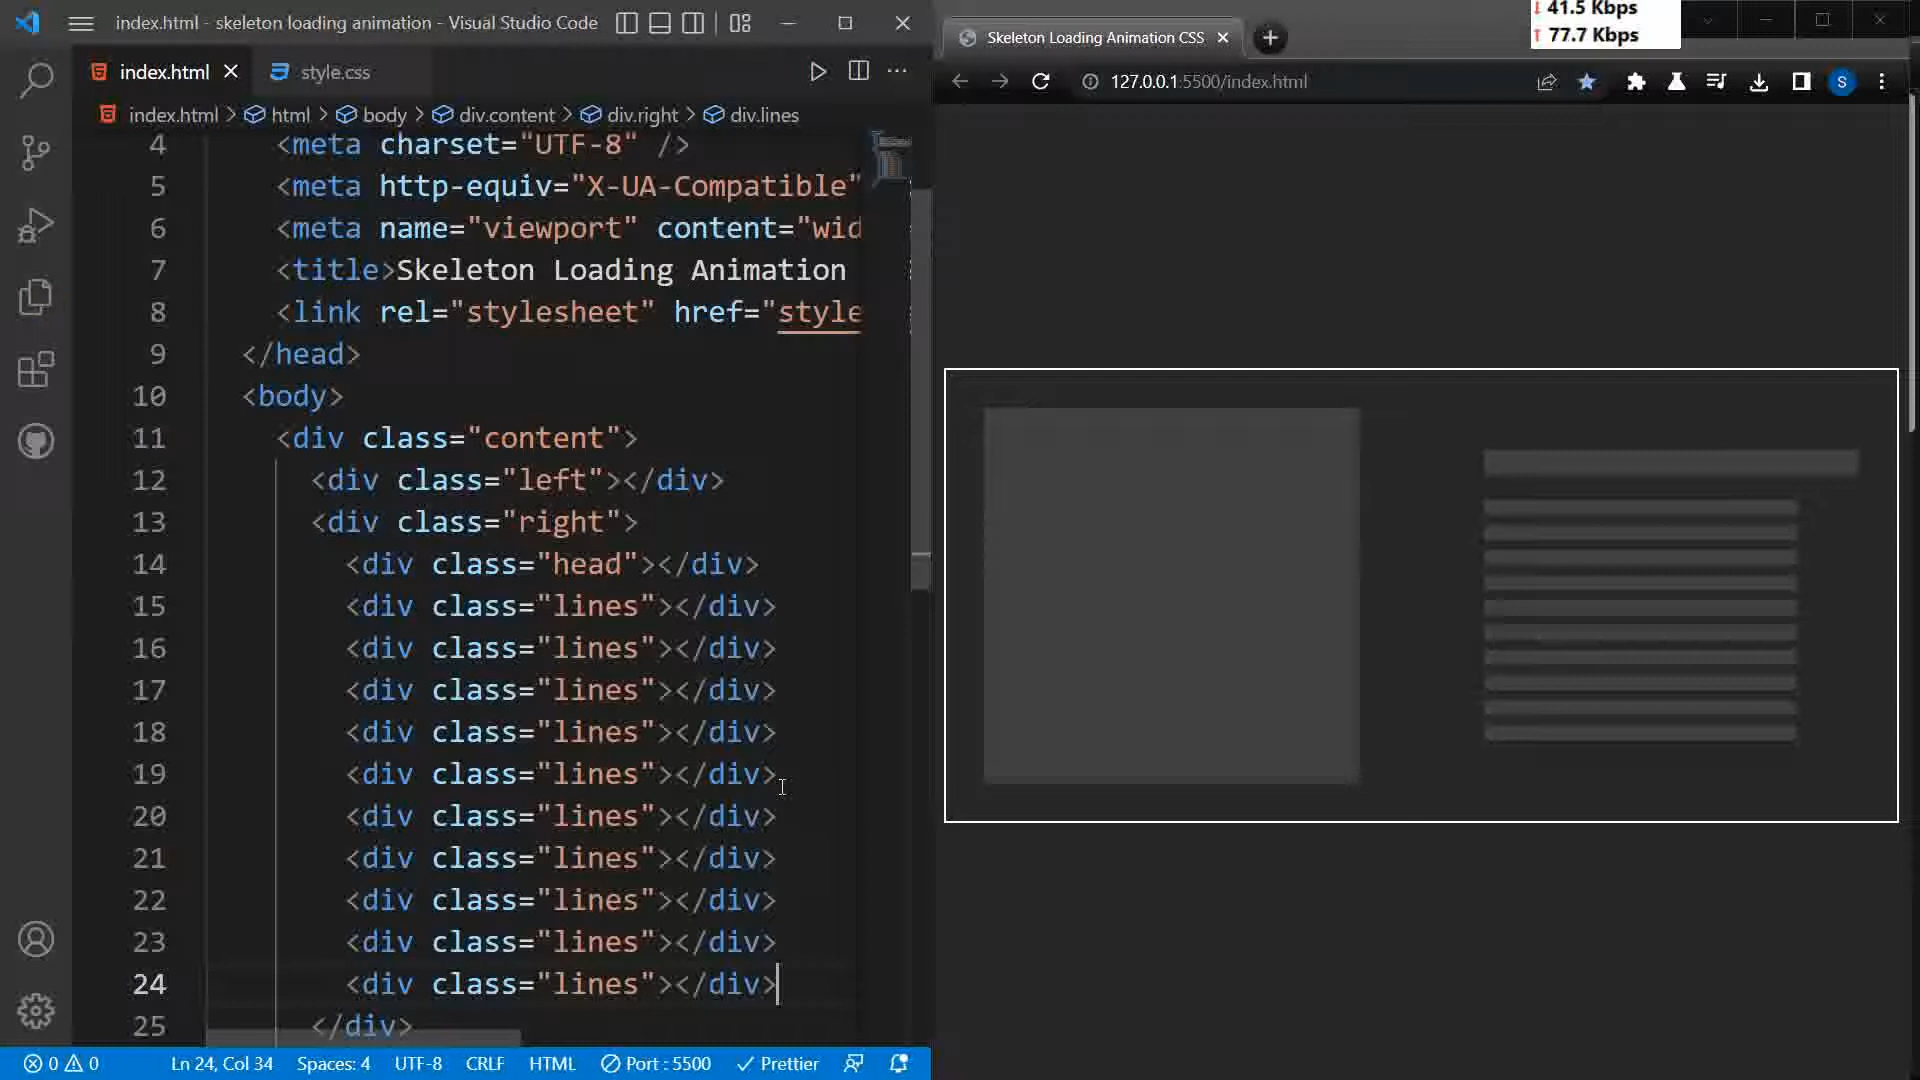 index.html - skeleton loading animation - Visual Studio Code
index.html
style.css
index.html > html > body > div.content > div.right > div.lines
4 <meta charset="UTF-8" />
5 <meta http-equiv="X-UA-Compatible"
6 <meta name="viewport" content="wid
7 <title>Skeleton Loading Animation
8 <link rel="stylesheet" href="style
9 </head>
10 <body>
11 <div class="content">
12 <div class="left"></div>
13 <div class="right">
14 <div class="head"></div>
15 <div class="lines"></div>
16 <div class="lines"></div>
17 <div class="lines"></div>
18 <div class="lines"></div>
19 <div class="lines"></div>
20 <div class="lines"></div>
21 <div class="lines"></div>
22 <div class="lines"></div>
23 <div class="lines"></div>
24 <div class="lines"></div>
25 </div>
0 0 Ln 24, Col 34 Spaces: 4 UTF-8 CRLF HTML Port : 5500 Prettier
Skeleton Loading Animation CSS
41.5 Kbps
77.7 Kbps
127.0.0.1:5500/index.html
S